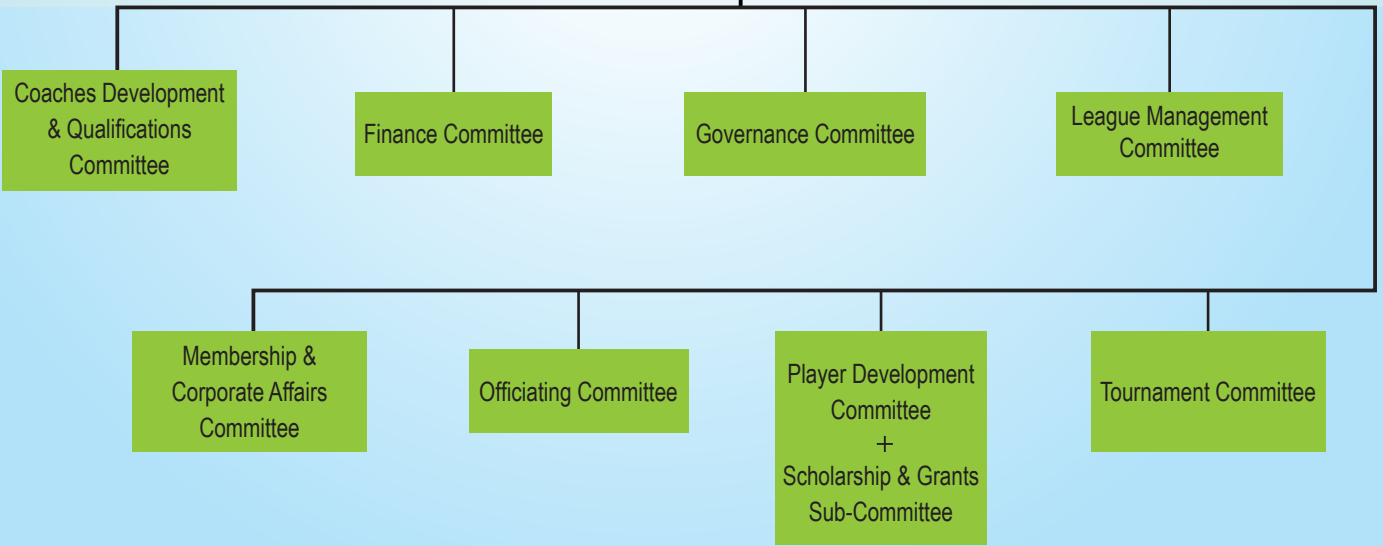 Coaches Development
& Qualifications
Committee
Finance Committee
Governance Committee
League Management
Committee
Membership &
Corporate Affairs
Committee
Officiating Committee
Player Development
Committee
+
Scholarship & Grants
Sub-Committee
Tournament Committee